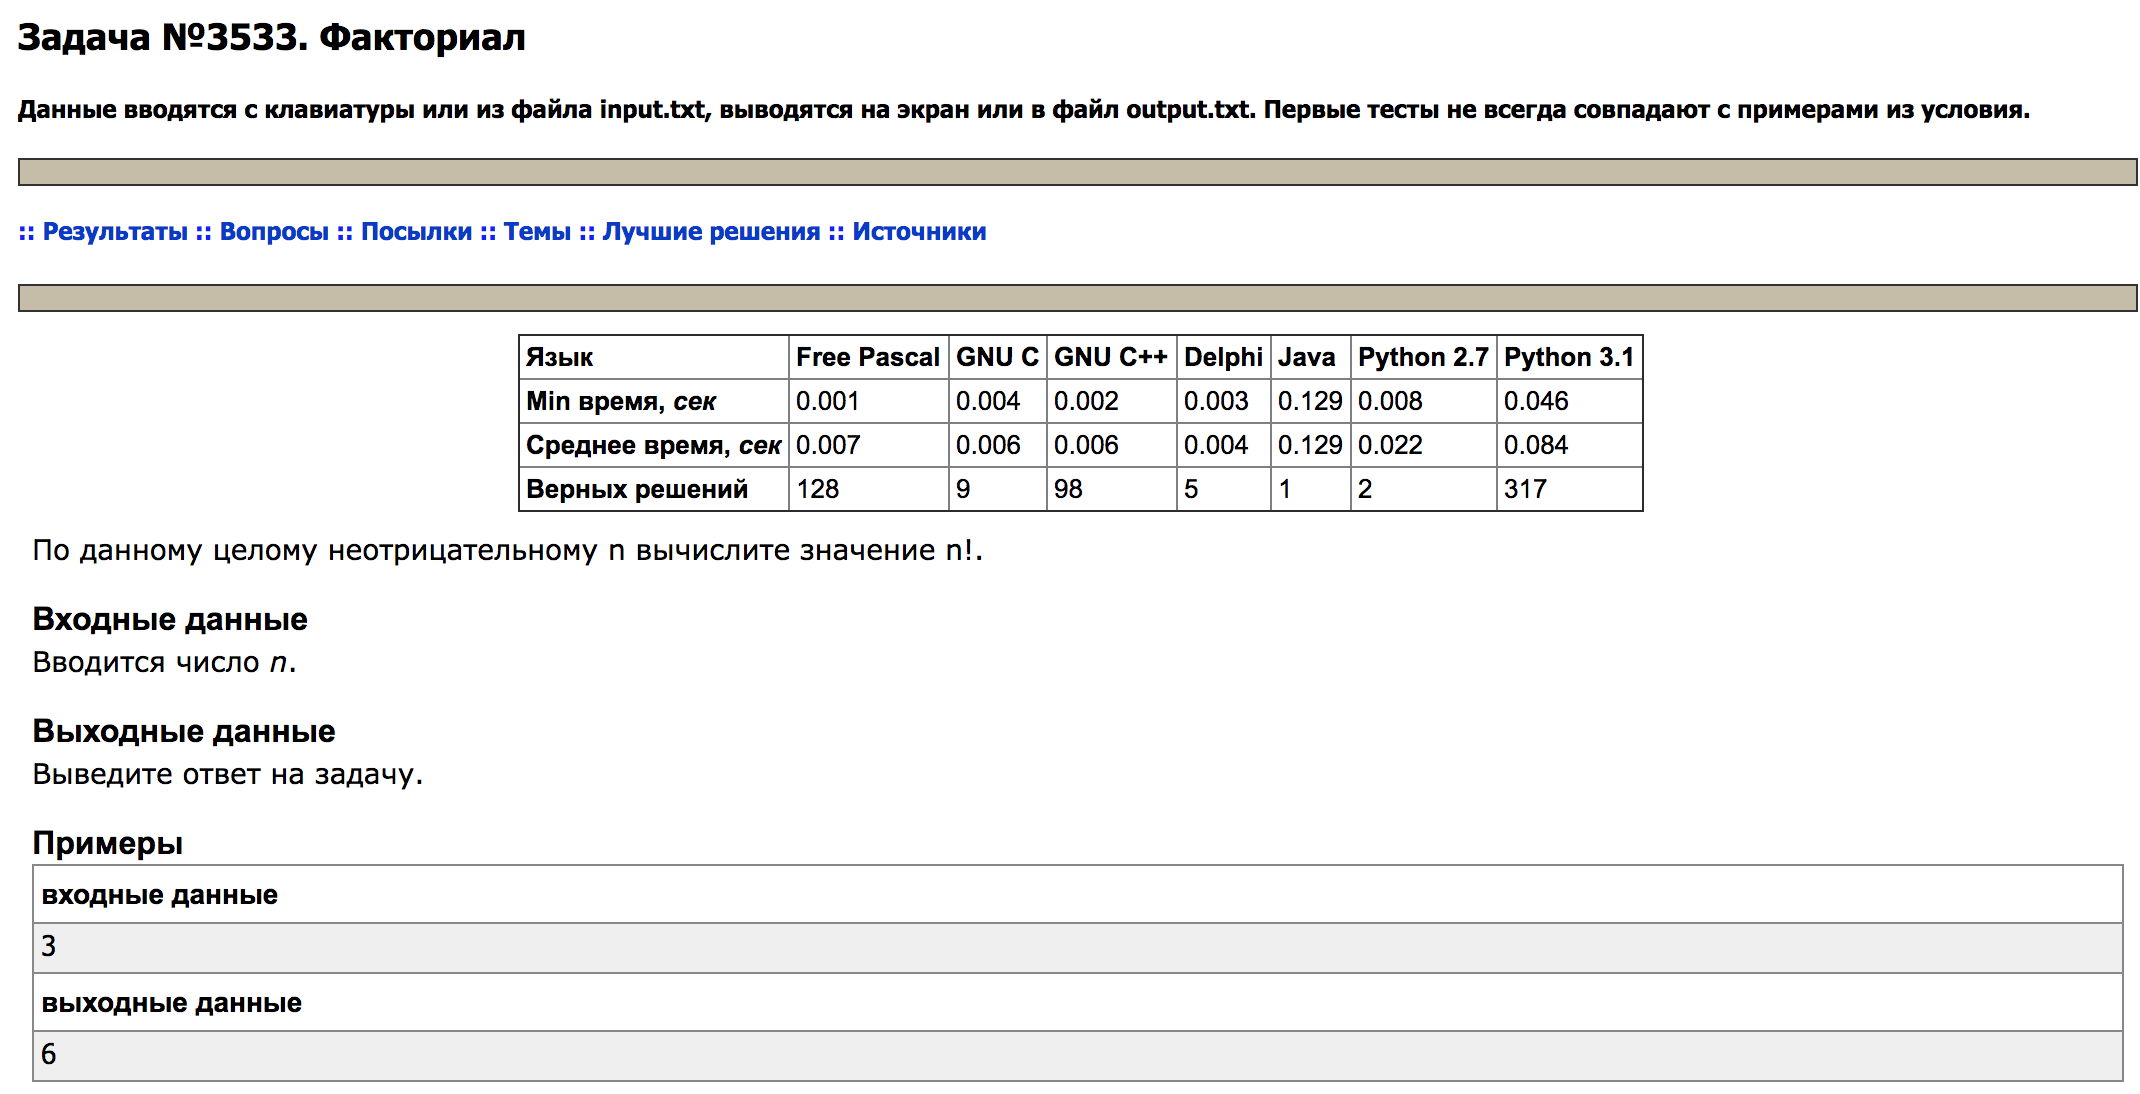 Задача №3533. Факториал
Данные вводятся с клавиатуры или из файла input.txt, выводятся на экран или в файл output.txt. Первые тесты не всегда совпадают с примерами из условия.
:: Результаты :: Вопросы :: Посылки :: Темы :: Лучшие решения :: Источники
Язык Free Pascal GNU C GNU C++ Delphi Java Python 2.7 Python 3.1
Min время, сек 0.001 0.004 0.002 0.003 0.129 0.008 0.046
Среднее время, сек 0.007 0.006 0.006 0.004 0.129 0.022 0.084
Верных решений 128 9 98 5 1 2 317
По данному целому неотрицательному n вычислите значение n!.
Входные данные
Вводится число n.
Выходные данные
Выведите ответ на задачу.
Примеры
входные данные
3
выходные данные
6